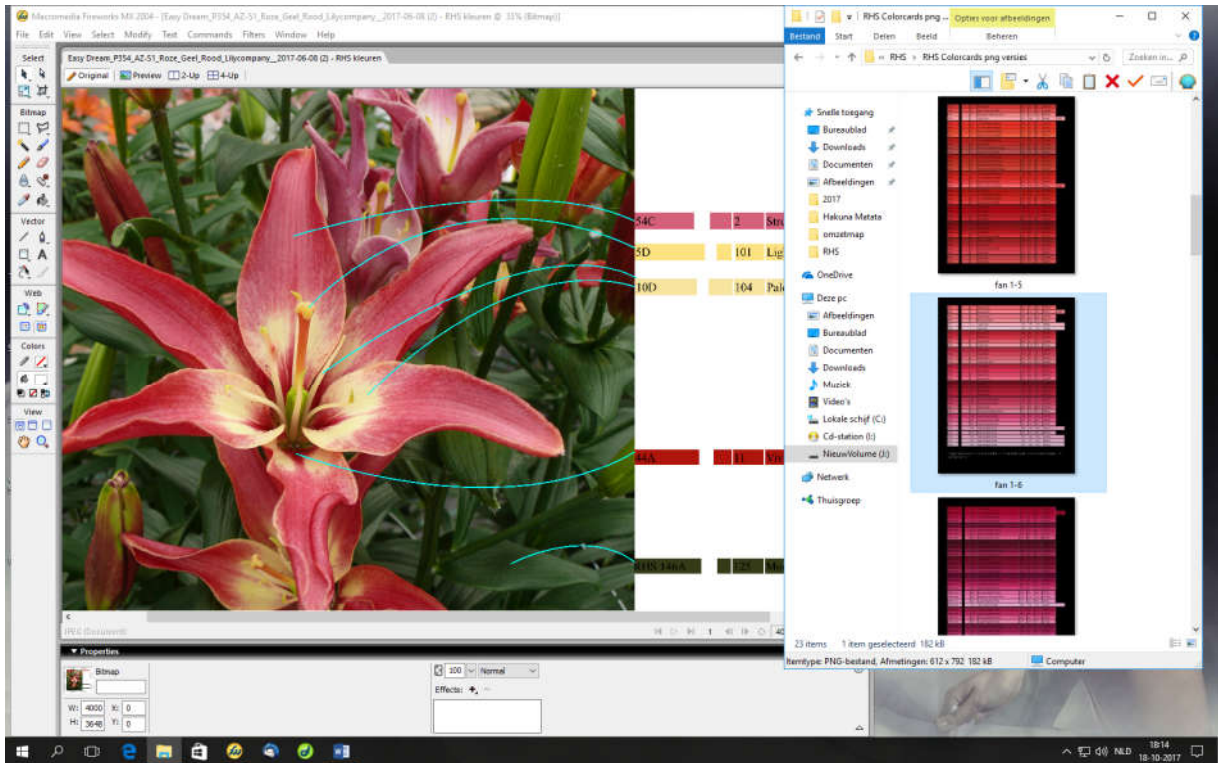 Macromedia Fireworks MX 2004 - [Easy Dream_P354_AZ-51_Roze_Geel_Rood_Lilycompany__2017-06-08 (2) - RHS kleuren @ 33% (Bitmap)]
File Edit View Select Modify Text Commands Filters Window Help
Select
Bitmap
Vector
Web
Colors
View
Easy Dream_P354_AZ-51_Roze_Geel_Rood_Lilycompany__2017-06-08 (2) - RHS kleuren
Original Preview 2-Up 4-Up
54C 2
5D 101
10D 104
44A 11
RHS 146A 125
JPEG (Document)
1
Properties
Bitmap
W: 4000 X: 0
H: 3648 Y: 0
100 Normal
Effects:
RHS Colorcards png ... Opties voor afbeeldingen
Bestand Start Delen Beeld Beheren
« RHS > RHS Colorcards png versies
Zoeken in...
Snelle toegang
Bureaublad
Downloads
Documenten
Afbeeldingen
2017
Hakuna Matata
omzetmap
RHS
OneDrive
Deze pc
Afbeeldingen
Bureaublad
Documenten
Downloads
Muziek
Video's
Lokale schijf (C:)
Cd-station (I:)
NieuwVolume (J:)
Netwerk
Thuisgroep
fan 1-5
fan 1-6
23 items 1 item geselecteerd 182 kB
Itemtype: PNG-bestand, Afmetingen: 612 x 792 182 kB
Computer
NLD
18:14
18-10-2017